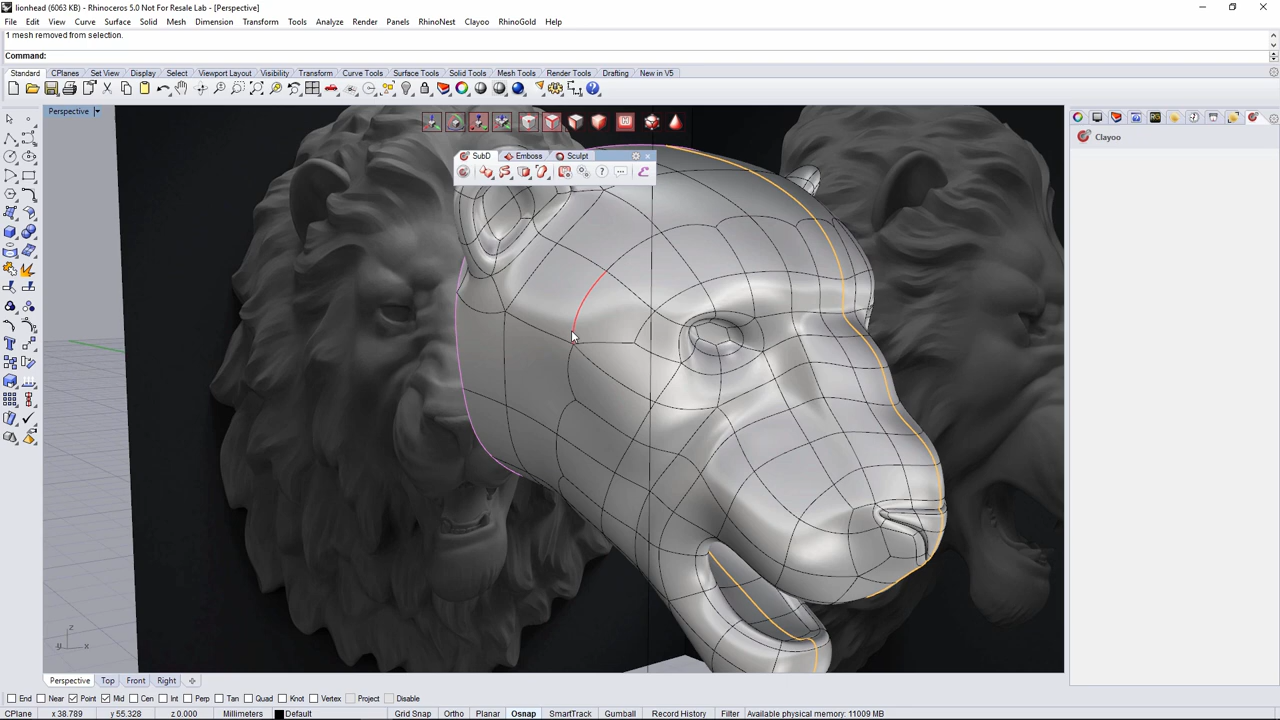 lionhead (6063 KB) - Rhinoceros 5.0 Not For Resale Lab - [Perspective]
File Edit View Curve Surface Solid Mesh Dimension Transform Tools Analyze Render Panels RhinoNest Clayoo RhinoGold Help
1 mesh removed from selection.
Command:
Standard CPlanes Set View Display Select Viewport Layout Visibility Transform Curve Tools Surface Tools Solid Tools Mesh Tools Render Tools Drafting New in V5
Perspective
Clayoo
SubD Emboss Sculpt
z
y x
Perspective Top Front Right
End Near Point Mid Cen Int Perp Tan Quad Knot Vertex Project Disable
CPlane x 38.789 y 55.328 z 0.000 Millimeters Default Grid Snap Ortho Planar Osnap SmartTrack Gumball Record History Filter Available physical memory: 11009 MB